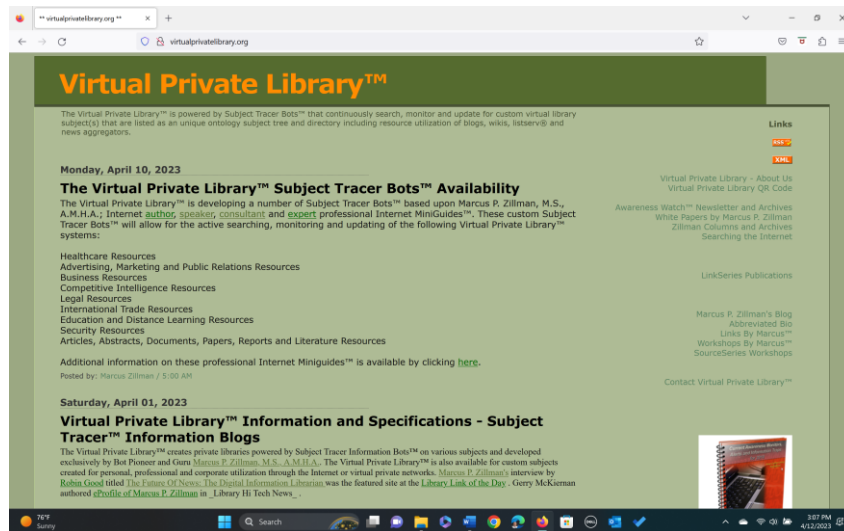 ** virtualprivatelibrary.org **
virtualprivatelibrary.org
Virtual Private Library™
The Virtual Private Library™ is powered by Subject Tracer Bots™ that continuously search, monitor and update for custom virtual library
subject(s) that are listed as an unique ontology subject tree and directory including resource utilization of blogs, wikis, listserv® and
news aggregators.
Monday, April 10, 2023
The Virtual Private Library™ Subject Tracer Bots™ Availability
The Virtual Private Library™ is developing a number of Subject Tracer Bots™ based upon Marcus P. Zillman, M.S.,
A.M.H.A.; Internet author, speaker, consultant and expert professional Internet MiniGuides™. These custom Subject
Tracer Bots™ will allow for the active searching, monitoring and updating of the following Virtual Private Library™
systems:
Healthcare Resources
Advertising, Marketing and Public Relations Resources
Business Resources
Competitive Intelligence Resources
Legal Resources
International Trade Resources
Education and Distance Learning Resources
Security Resources
Articles, Abstracts, Documents, Papers, Reports and Literature Resources
Additional information on these professional Internet Miniguides™ is available by clicking here.
Posted by: Marcus Zillman / 5:00 AM
Saturday, April 01, 2023
Virtual Private Library™ Information and Specifications - Subject
Tracer™ Information Blogs
The Virtual Private Library™ creates private libraries powered by Subject Tracer Information Bots™ on various subjects and developed
exclusively by Bot Pioneer and Guru Marcus P. Zillman, M.S., A.M.H.A.. The Virtual Private Library™ is also available for custom subjects
created for personal, professional and corporate utilization through the Internet or virtual private networks. Marcus P. Zillman's interview by
Robin Good titled The Future Of News: The Digital Information Librarian was the featured site at the Library Link of the Day . Gerry McKiernan
authored eProfile of Marcus P. Zillman in _Library Hi Tech News_ .
Links
RSS
XML
Virtual Private Library - About Us
Virtual Private Library QR Code
Awareness Watch™ Newsletter and Archives
White Papers by Marcus P. Zillman
Zillman Columns and Archives
Searching the Internet
LinkSeries Publications
Marcus P. Zillman's Blog
Abbreviated Bio
Links By Marcus™
Workshops By Marcus™
SourceSeries Workshops
Contact Virtual Private Library™
76°F
Sunny
Search
3:07 PM
4/12/2023